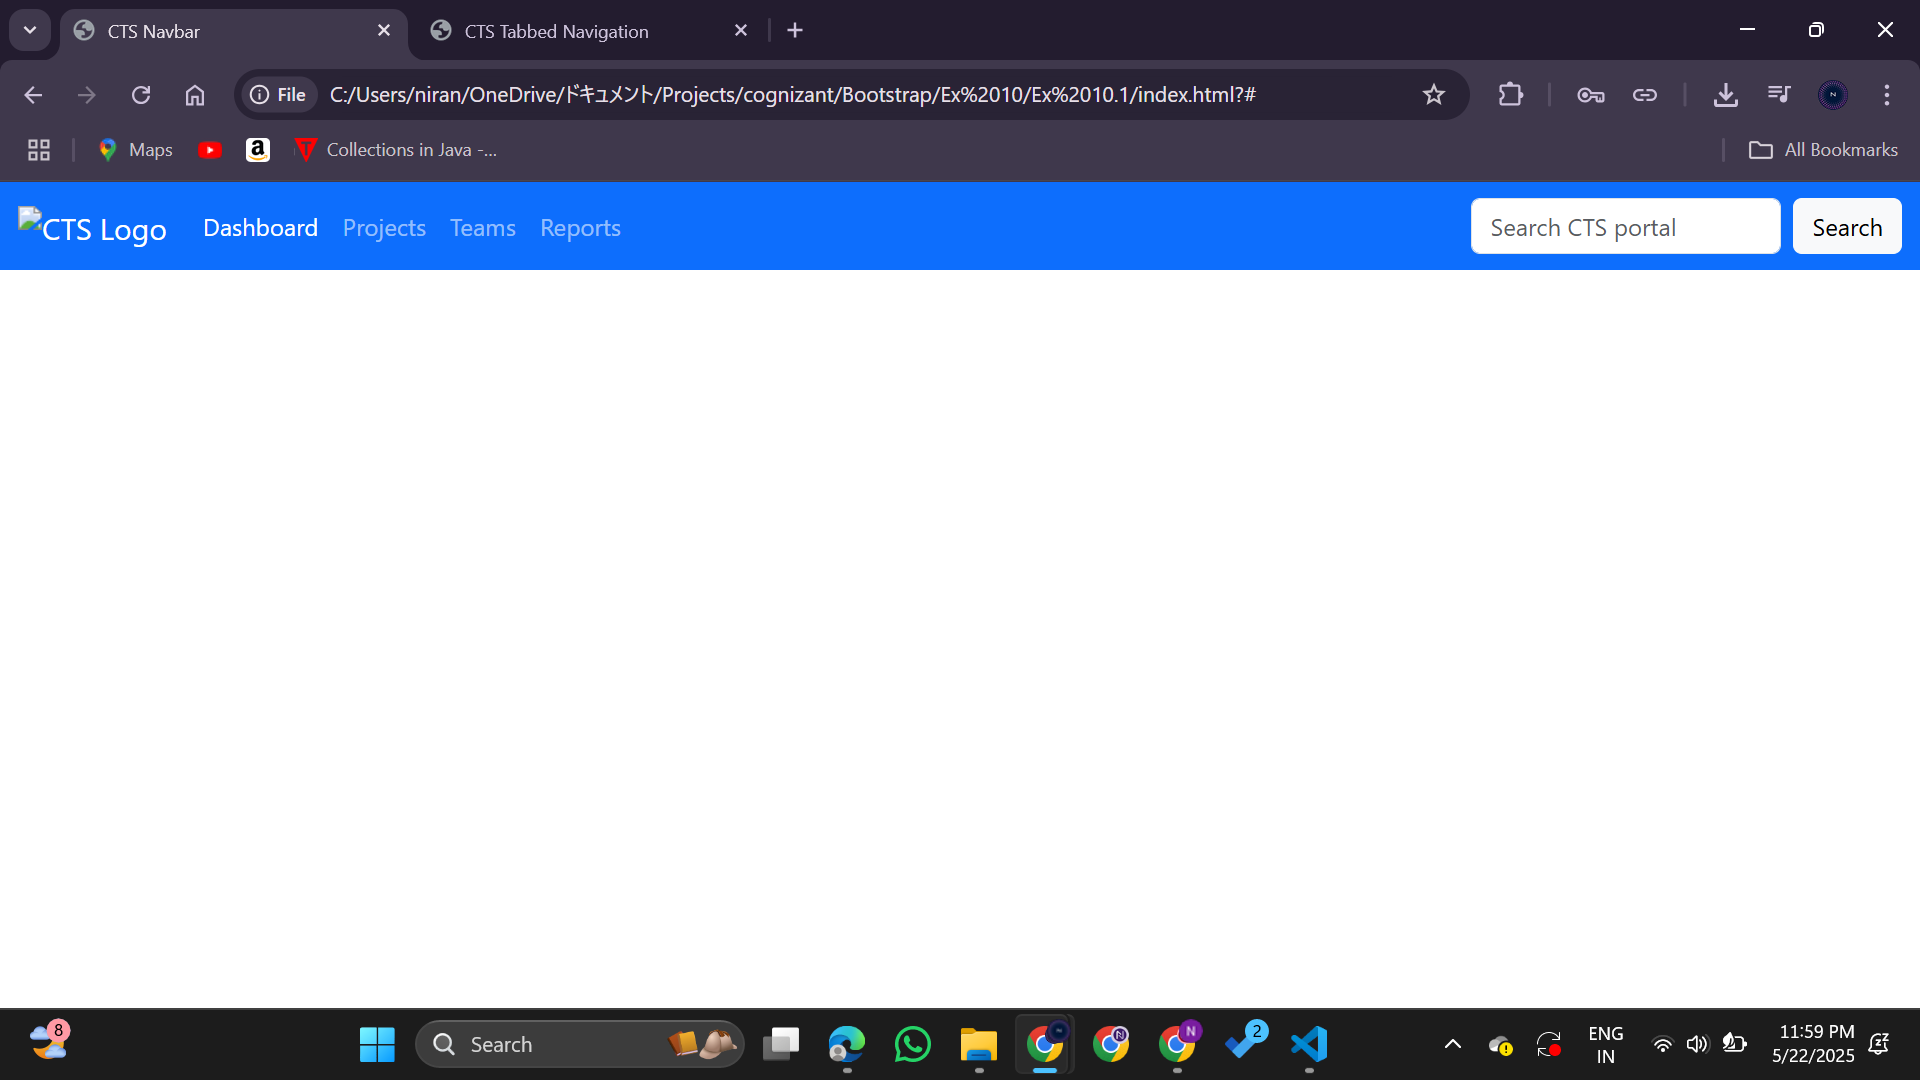 CTS Navbar
CTS Tabbed Navigation
File
C:/Users/niran/OneDrive/ドキュメント/Projects/cognizant/Bootstrap/Ex%2010/Ex%2010.1/index.html?#
N
Maps
a
T
Collections in Java -...
All Bookmarks
CTS Logo
Dashboard
Projects
Teams
Reports
Search CTS portal
Search
8
Search
N
N
2
ENG
IN
11:59 PM
5/22/2025